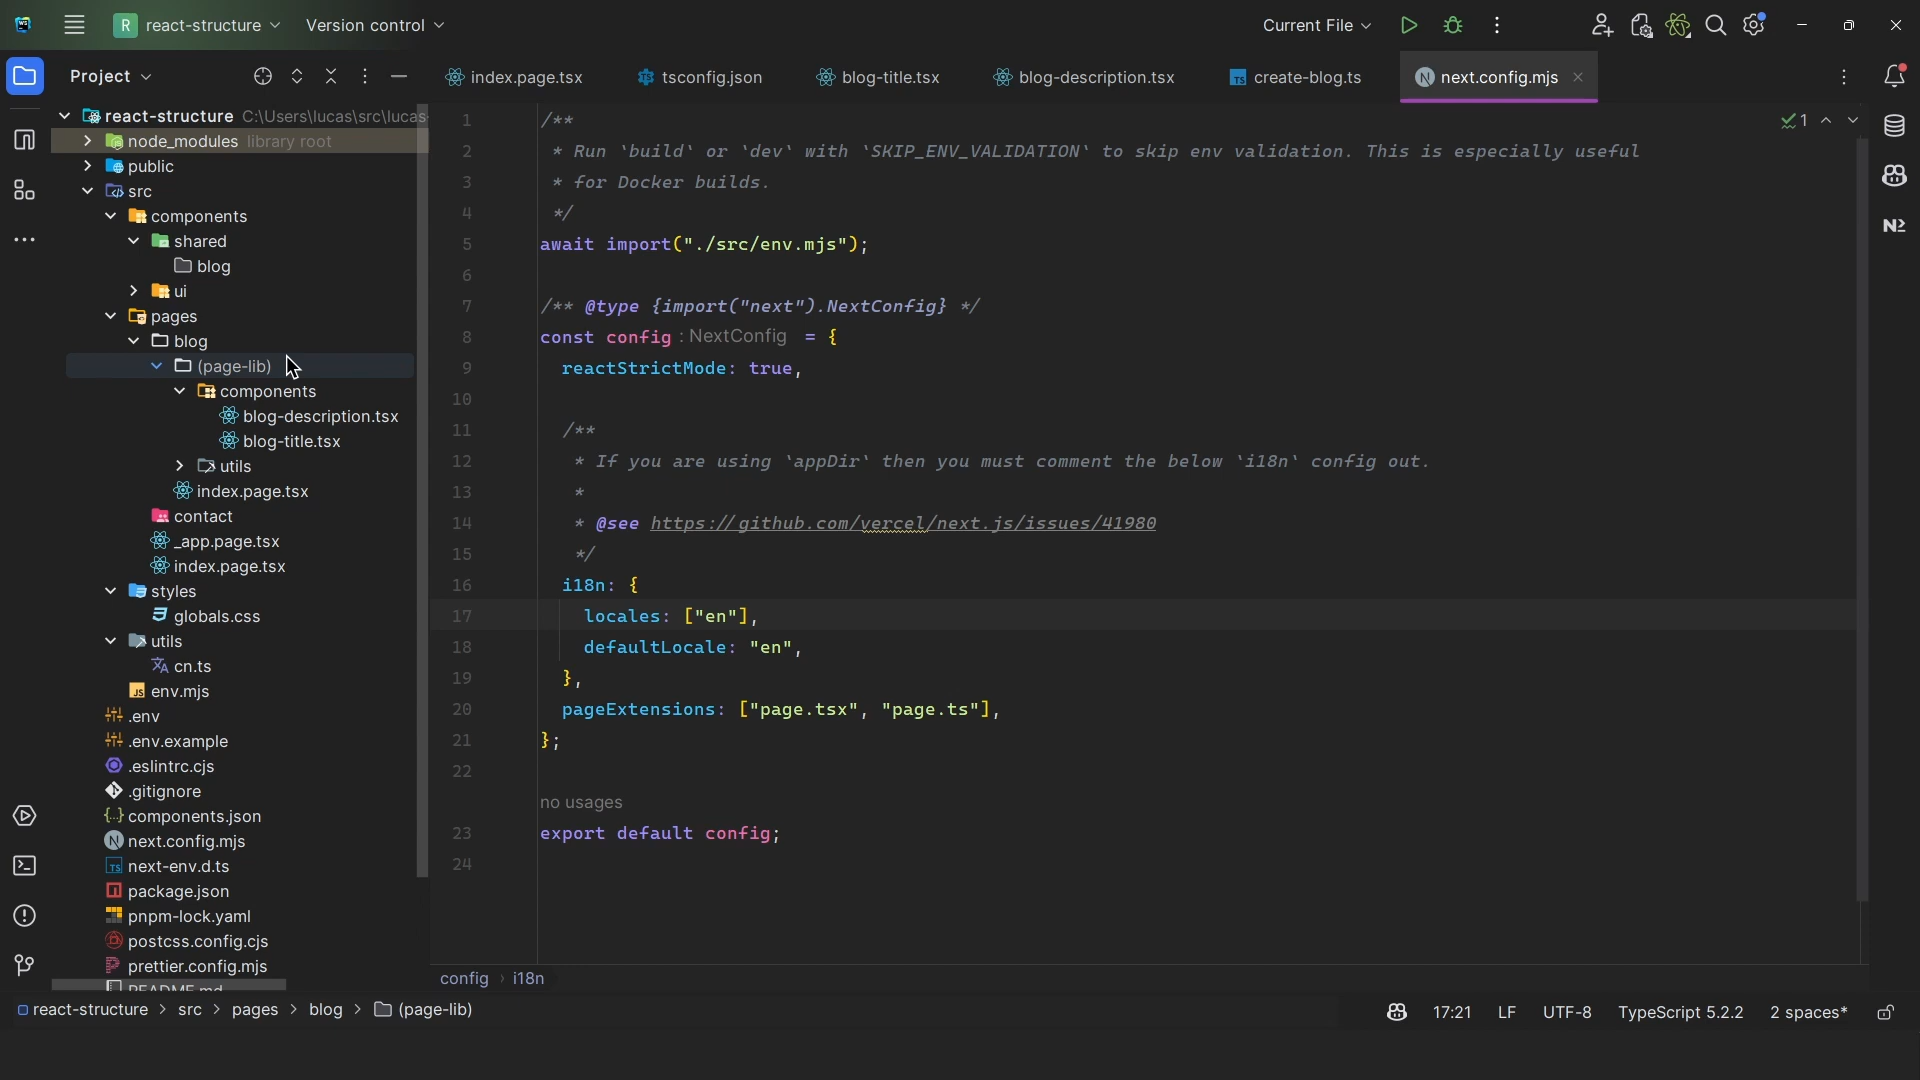 WS R react-structure Version control Current File
Project index.page.tsx tsconfig.json blog-title.tsx blog-description.tsx TS create-blog.ts N next.config.mjs
react-structure C:\Users\lucas\src\lucas-
node_modules library root
public
src
components
shared
blog
ui
pages
blog
(page-lib)
components
blog-description.tsx
blog-title.tsx
utils
index.page.tsx
contact
_app.page.tsx
index.page.tsx
styles
globals.css
utils
cn.ts
JS env.mjs
.env
.env.example
.eslintrc.cjs
.gitignore
components.json
N next.config.mjs
TS next-env.d.ts
package.json
pnpm-lock.yaml
postcss.config.cjs
prettier.config.mjs
README.md
1 /**
2 * Run `build` or `dev` with `SKIP_ENV_VALIDATION` to skip env validation. This is especially useful
3 * for Docker builds.
4 */
5 await import("./src/env.mjs");
6
7 /** @type {import("next").NextConfig} */
8 const config : NextConfig = {
9 reactStrictMode: true,
10
11 /**
12 * If you are using `appDir` then you must comment the below `i18n` config out.
13 *
14 * @see https://github.com/vercel/next.js/issues/41980
15 */
16 i18n: {
17 locales: ["en"],
18 defaultLocale: "en",
19 },
20 pageExtensions: ["page.tsx", "page.ts"],
21 };
22
no usages
23 export default config;
24
1
N
config › i18n
react-structure > src > pages > blog > (page-lib) 17:21 LF UTF-8 TypeScript 5.2.2 2 spaces*